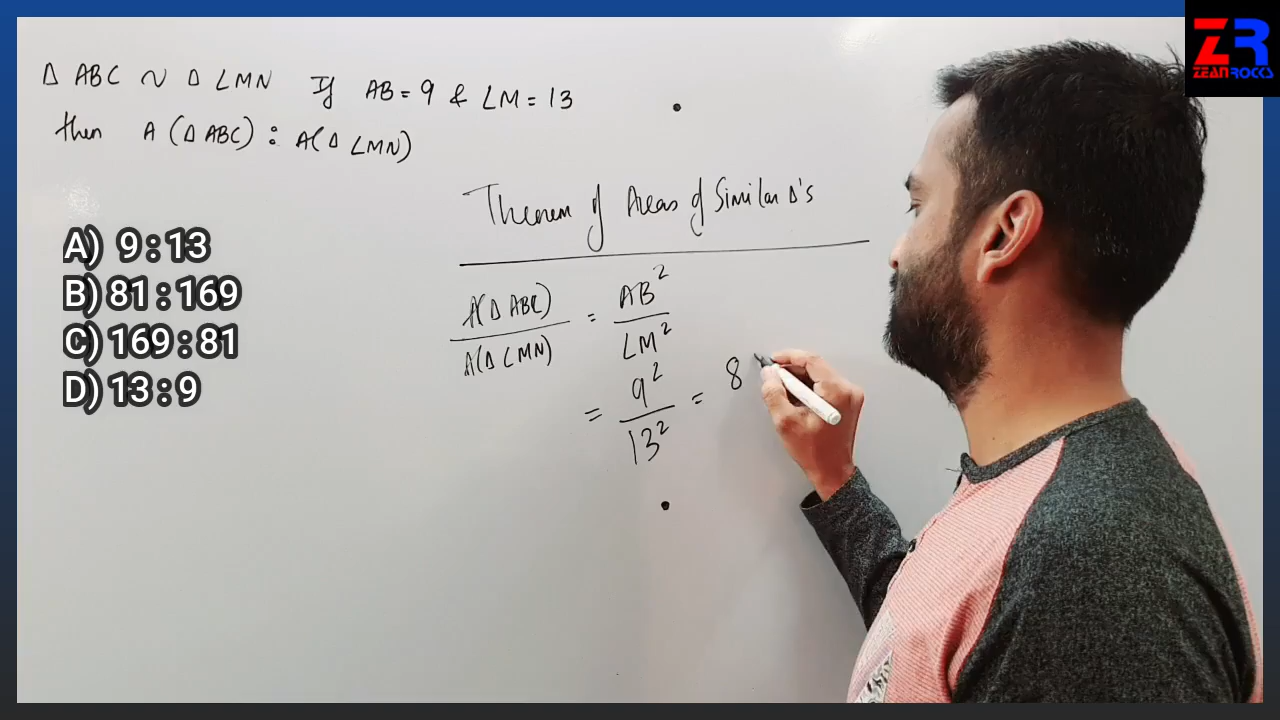 ZR
ZEAN ROCKS
Δ ABC ~ Δ LMN If AB = 9 & LM = 13
then A (Δ ABC) : A(Δ LMN)
Theorem of Areas of Similar Δ's
A) 9 : 13
B) 81 : 169
C) 169 : 81
D) 13 : 9
A(Δ ABC) = AB²
A(Δ LMN) LM²
= 9² = 8
13²